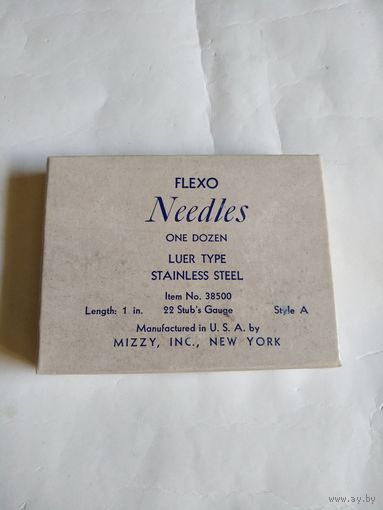 FLEXO
Needles
ONE DOZEN
LUER TYPE
STAINLESS STEEL
Item No. 38500
Length: 1 in. 22 Stub's Gauge Style A
Manufactured in U. S. A. by
MIZZY, INC., NEW YORK
www.ay.by